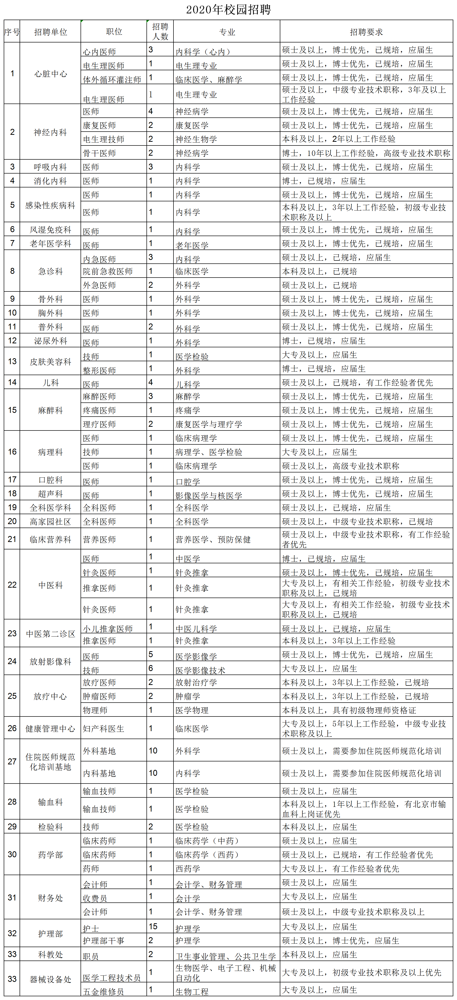 2020年校园招聘
序号 招聘单位 职位 招聘人数 专业 招聘要求
1 心脏中心 心内医师 3 内科学（心内） 硕士及以上，博士优先，已规培，应届生
电生理医师 1 电生理专业 硕士及以上，博士优先，已规培，应届生
体外循环灌注师 1 临床医学、麻醉学 硕士及以上，博士优先，已规培，应届生
电生理医师 1 电生理专业 硕士及以上，中级专业技术职称，3年及以上
工作经验
2 神经内科 医师 4 神经病学 硕士及以上，博士优先，已规培，应届生
康复医师 2 康复医学 硕士及以上，博士优先，已规培，应届生
电生理技师 2 神经生物学 本科及以上，2年以上工作经验
骨干医师 2 神经病学 博士，10年以上工作经验，高级专业技术职称
3 呼吸内科 医师 3 内科学 硕士及以上，博士优先，已规培，应届生
4 消化内科 医师 1 内科学 博士，已规培，应届生
5 感染性疾病科 医师 1 内科学 硕士及以上，博士优先，已规培，应届生
医师 1 内科学 本科及以上，3年以上工作经验，初级专业技
术职称及以上
6 风湿免疫科 医师 1 内科学 硕士及以上，博士优先，已规培，应届生
7 老年医学科 医师 1 老年医学 硕士及以上，博士优先，已规培，应届生
8 急诊科 内急医师 3 内科学 硕士及以上，已规培，应届生
院前急救医师 1 临床医学 本科及以上，已规培
外急医师 2 外科学 硕士及以上，已规培
9 骨外科 医师 1 外科学 硕士及以上，博士优先，已规培，应届生
10 胸外科 医师 1 外科学 硕士及以上，博士优先，已规培，应届生
11 普外科 医师 2 外科学 硕士及以上，博士优先，已规培，应届生
12 泌尿外科 医师 1 外科学 博士，已规培，应届生
13 皮肤美容科 技师 1 医学检验 大专及以上，应届生
整形医师 1 外科学 博士，已规培，应届生
14 儿科 医师 4 儿科学 硕士及以上，已规培，有工作经验者优先
15 麻醉科 麻醉医师 3 麻醉学 硕士及以上，博士优先，已规培，应届生
疼痛医师 1 疼痛学 硕士及以上，博士优先，已规培，应届生
理疗医师 2 康复医学与理疗学 硕士及以上，博士优先，已规培，应届生
16 病理科 医师 1 临床病理学 硕士及以上，博士优先，已规培，应届生
技师 1 病理学、医学检验 大专及以上，应届生
医师 1 临床病理学 硕士及以上，高级专业技术职称
17 口腔科 医师 1 口腔学 硕士及以上，博士优先，已规培，应届生
18 超声科 医师 1 影像医学与核医学 硕士及以上，博士优先，已规培，应届生
19 全科医学科 全科医师 1 全科医学 硕士及以上，已规培，应届生
20 高家园社区 全科医师 1 全科医学 硕士及以上，中级专业技术职称，已规培
21 临床营养科 营养医师 1 营养医学、预防保健 硕士及以上，中级专业技术职称，有工作经验
者优先
22 中医科 医师 1 中医学 博士，已规培，应届生
针灸医师 1 针灸推拿 硕士及以上，博士优先，已规培，应届生
推拿医师 1 针灸推拿 大专及以上，有相关工作经验，初级专业技术
职称及以上，已规培
针灸医师 1 针灸推拿 大专及以上，有相关工作经验，初级专业技术
职称及以上，已规培
23 中医第二诊区 小儿推拿医师 1 中医儿科学 硕士及以上，已规培，应届生
推拿医师 1 针灸推拿 本科及以上，3年以上工作经验
24 放射影像科 医师 5 医学影像学 硕士及以上，博士优先，已规培，应届生
技师 6 医学影像技术 大专及以上，应届生
25 放疗中心 放疗医师 2 放射治疗学 本科及以上，3年以上工作经验，已规培
肿瘤医师 2 肿瘤学 本科及以上，3年以上工作经验，已规培
物理师 1 医学物理 本科及以上，具有初级物理师资格证
26 健康管理中心 妇产科医生 1 临床医学 大专及以上，5年以上工作经验，中级专业技
术职称及以上
27 住院医师规范
化培训基地 外科基地 10 外科学 硕士及以上，需要参加住院医师规范化培训
内科基地 10 内科学 硕士及以上，需要参加住院医师规范化培训
28 输血科 输血技师 1 医学检验 硕士及以上，应届生
输血技师 1 医学检验 本科及以上，1年以上工作经验，有北京市输
血科上岗证优先
29 检验科 技师 2 医学检验 本科及以上，应届生
30 药学部 临床药师 1 临床药学（中药） 硕士及以上，应届生
临床药师 1 临床药学（西药） 硕士及以上，已规培，有工作经验者优先
药师 1 西药学 大专及以上，有工作经验者优先
31 财务处 会计师 1 会计学、财务管理 硕士及以上，应届生
收费员 1 会计学 大专及以上，应届生
会计师 1 会计学、财务管理 硕士及以上，中级专业技术职称及以上
32 护理部 护士 15 护理学 大专及以上，应届生
护理部干事 2 护理学 硕士及以上，博士优先，应届生
33 科教处 职员 2 卫生事业管理、公共卫生学 本科及以上，应届生
33 器械设备处 医学工程技术员 1 生物医学、电子工程、机械
自动化 大专及以上，初级专业技术职称及以上优先
五金维修员 1 生物工程 大专及以上，应届生